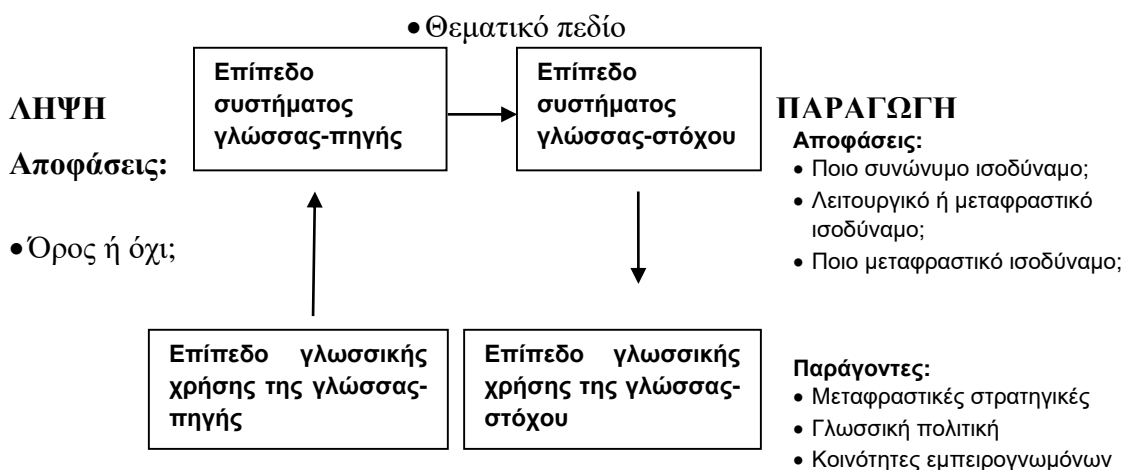 • Θεματικό πεδίο
ΛΗΨΗ
Αποφάσεις:
• Όρος ή όχι;
Επίπεδο
συστήματος
γλώσσας-πηγής
Επίπεδο
συστήματος
γλώσσας-στόχου
Επίπεδο γλωσσικής
χρήσης της γλώσσας-
πηγής
Επίπεδο γλωσσικής
χρήσης της γλώσσας-
στόχου
ΠΑΡΑΓΩΓΗ
Αποφάσεις:
• Ποιο συνώνυμο ισοδύναμο;
• Λειτουργικό ή μεταφραστικό
ισοδύναμο;
• Ποιο μεταφραστικό ισοδύναμο;
Παράγοντες:
• Μεταφραστικές στρατηγικές
• Γλωσσική πολιτική
• Κοινότητες εμπειρογνωμόνων